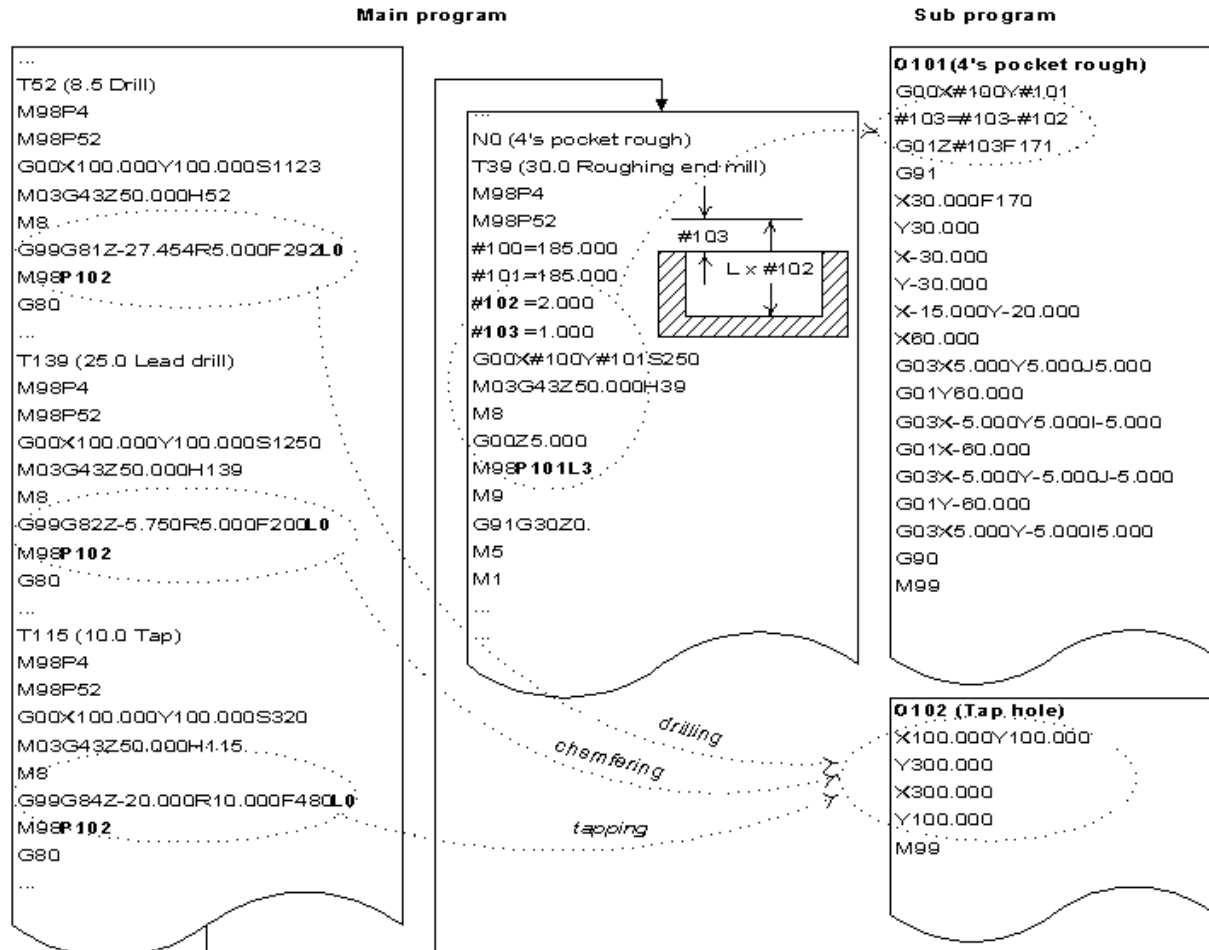 Main program
Sub program
...
T52 (8.5 Drill)
M98P4
M98P52
G00X100.000Y100.000S1123
M03G43Z50.000H52
M8
G99G81Z-27.454R5.000F292L0
M98P102
G80
...
T139 (25.0 Lead drill)
M98P4
M98P52
G00X100.000Y100.000S1250
M03G43Z50.000H139
M8
G99G82Z-5.750R5.000F200L0
M98P102
G80
...
T115 (10.0 Tap)
M98P4
M98P52
G00X100.000Y100.000S320
M03G43Z50.000H115
M8
G99G84Z-20.000R10.000F480L0
M98P102
G80
...
...
N0 (4's pocket rough)
T39 (30.0 Roughing end mill)
M98P4
M98P52
#100=185.000
#101=185.000
#102=2.000
#103=1.000
G00X#100Y#101S250
M03G43Z50.000H39
M8
G00Z5.000
M98P101L3
M9
G91G30Z0.
M5
M1
...
...
#103
L x #102
drilling
chemfering
tapping
O101(4's pocket rough)
G00X#100Y#101
#103=#103-#102
G01Z#103F171
G91
X30.000F170
Y30.000
X-30.000
Y-30.000
X-15.000Y-20.000
X60.000
G03X5.000Y5.000J5.000
G01Y60.000
G03X-5.000Y5.000I-5.000
G01X-60.000
G03X-5.000Y-5.000J-5.000
G01Y-60.000
G03X5.000Y-5.000I5.000
G90
M99
O102 (Tap hole)
X100.000Y100.000
Y300.000
X300.000
Y100.000
M99